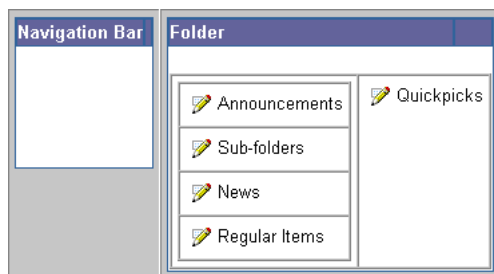 Navigation Bar
Folder
Announcements
Quickpicks
Sub-folders
News
Regular Items